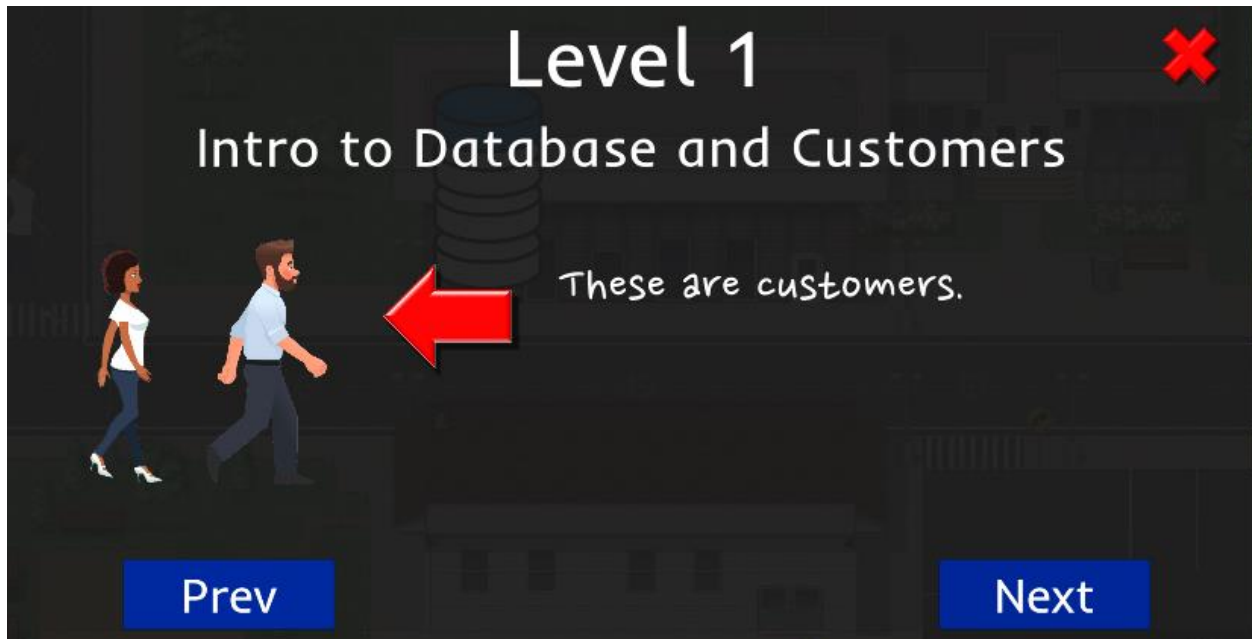 Level 1
Intro to Database and Customers
These are customers.
Prev
Next